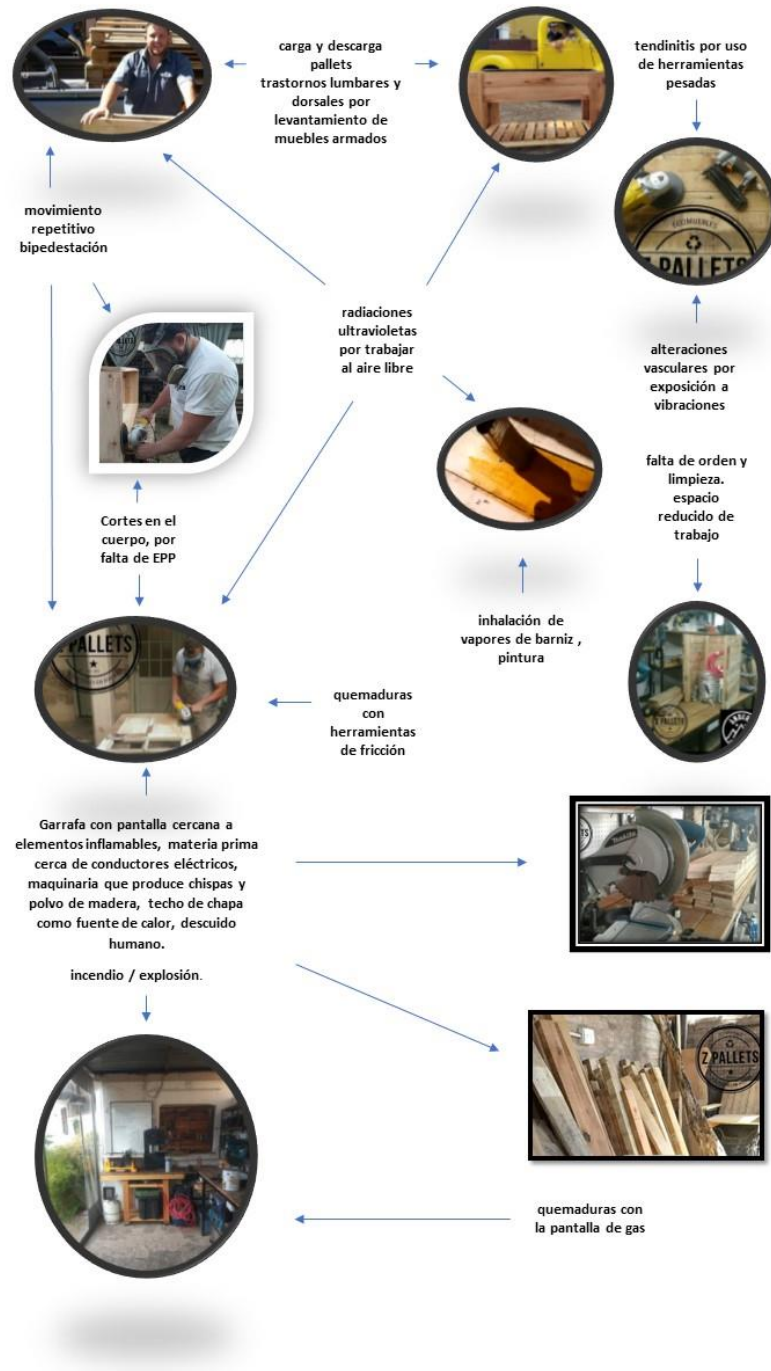 carga y descarga
pallets
trastornos lumbares y
dorsales por
levantamiento de
muebles armados
tendinitis por uso
de herramientas
pesadas
movimiento
repetitivo
bipedestación
ECOMUEBLES
Z PALLETS
radiaciones
ultravioletas
por trabajar
al aire libre
alteraciones
vasculares por
exposición a
vibraciones
falta de orden y
limpieza.
espacio
reducido de
trabajo
Cortes en el
cuerpo, por
falta de EPP
inhalación de
vapores de barniz ,
pintura
Z PALLETS
quemaduras
con
herramientas
de fricción
Z PALLETS
Garrafa con pantalla cercana a
elementos inflamables, materia prima
cerca de conductores eléctricos,
maquinaria que produce chispas y
polvo de madera, techo de chapa
como fuente de calor, descuido
humano.
incendio / explosión.
makita
Z PALLETS
quemaduras con
la pantalla de gas